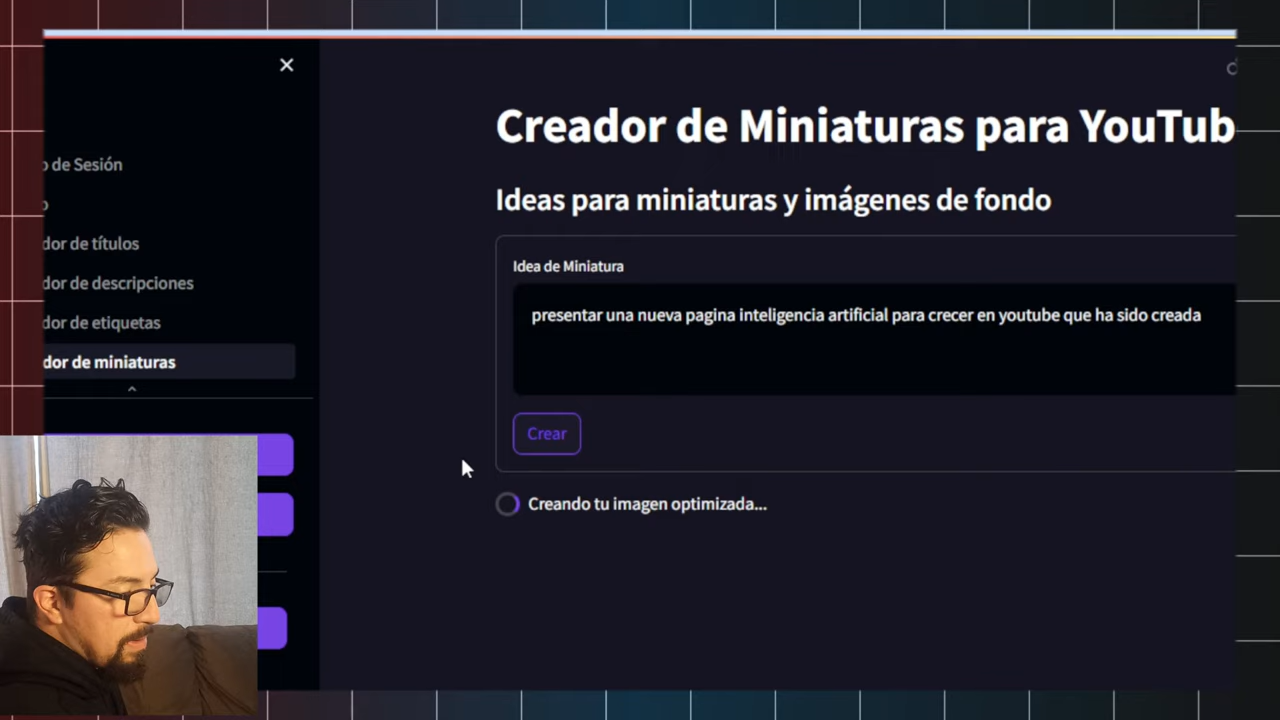 de Sesión
dor de títulos
dor de descripciones
dor de etiquetas
dor de miniaturas
Creador de Miniaturas para YouTub
Ideas para miniaturas y imágenes de fondo
Idea de Miniatura
presentar una nueva pagina inteligencia artificial para crecer en youtube que ha sido creada
Crear
Creando tu imagen optimizada...